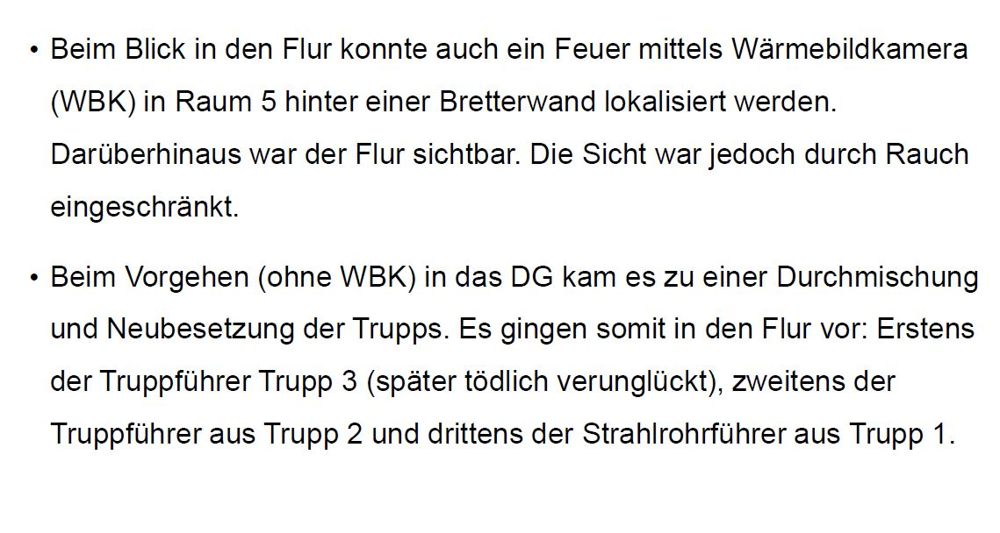 • Beim Blick in den Flur konnte auch ein Feuer mittels Wärmebildkamera
(WBK) in Raum 5 hinter einer Bretterwand lokalisiert werden.
Darüberhinaus war der Flur sichtbar. Die Sicht war jedoch durch Rauch
eingeschränkt.
• Beim Vorgehen (ohne WBK) in das DG kam es zu einer Durchmischung
und Neubesetzung der Trupps. Es gingen somit in den Flur vor: Erstens
der Truppführer Trupp 3 (später tödlich verunglückt), zweitens der
Truppführer aus Trupp 2 und drittens der Strahlrohrführer aus Trupp 1.